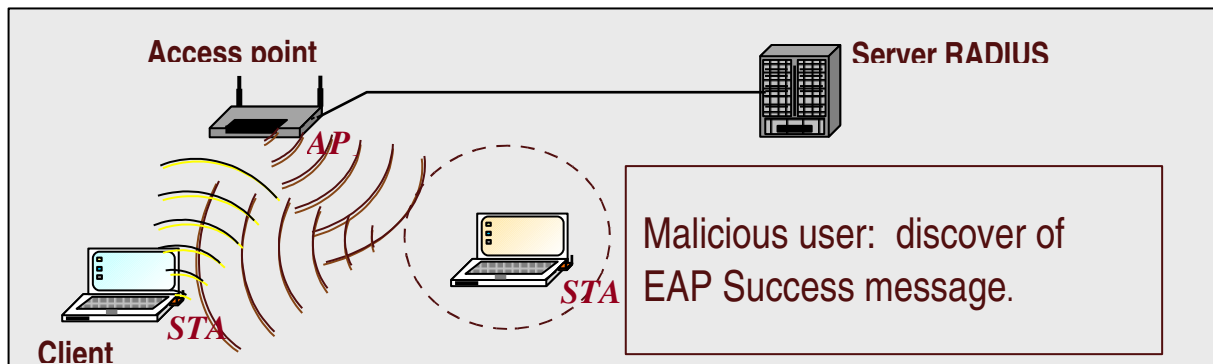 Access point
Server RADIUS
AP
Malicious user: discover of
EAP Success message.
STA
STA
Client